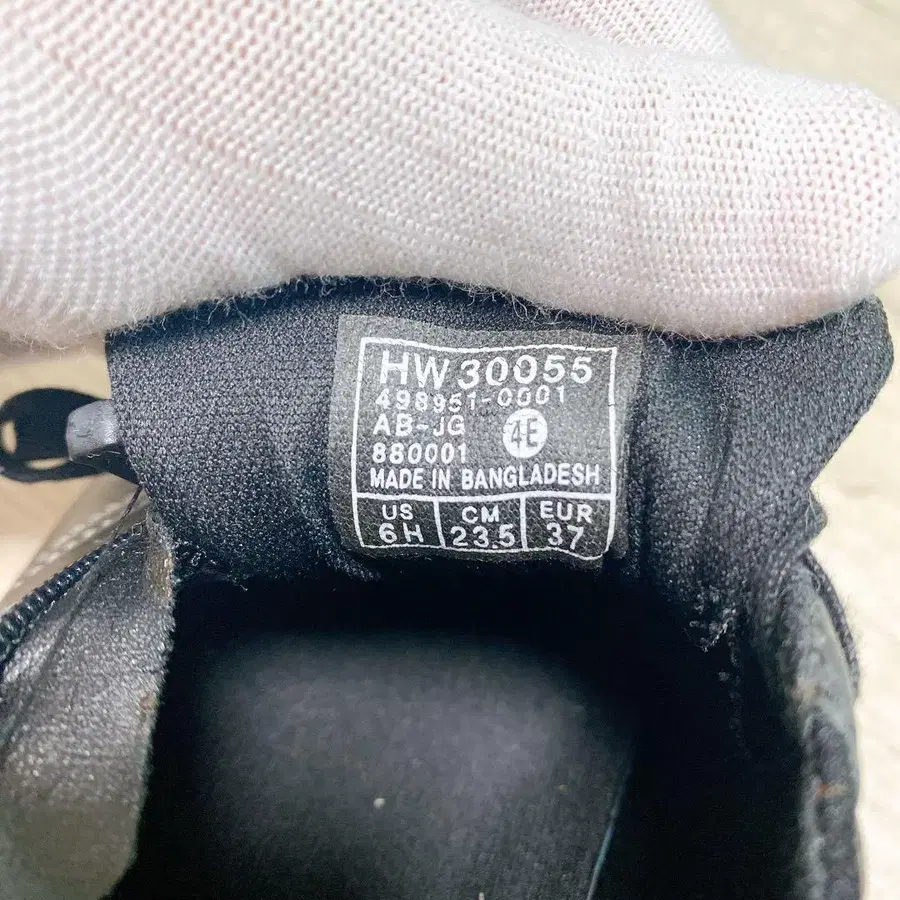 HW30055
498951-0001
AB-JG
4E
880001
MADE IN BANGLADESH
US CM EUR
6H 23.5 37